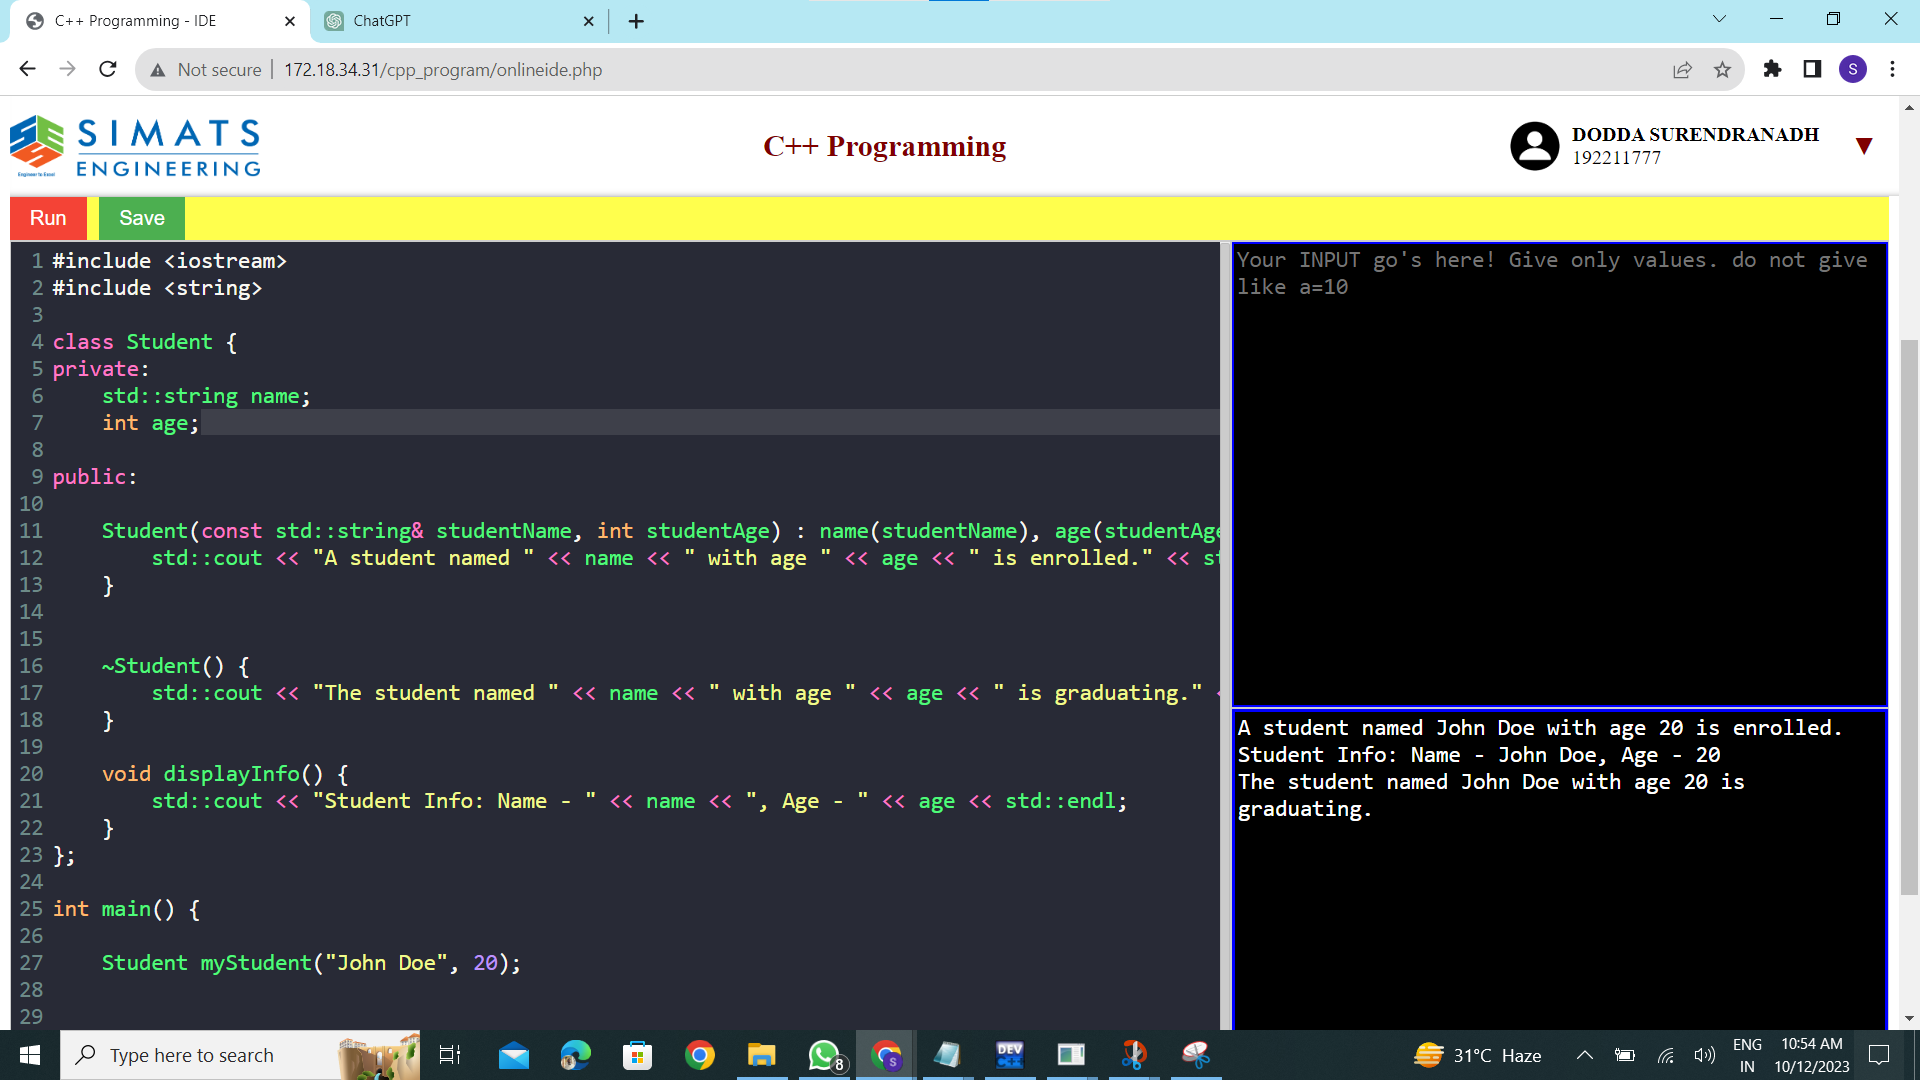 C++ Programming - IDE
ChatGPT
Not secure
172.18.34.31/cpp_program/onlineide.php
S
SIMATS
ENGINEERING
Engineer to Excel
C++ Programming
DODDA SURENDRANADH
192211777
Run
Save
1 #include <iostream>
2 #include <string>
3
4 class Student {
5 private:
6     std::string name;
7     int age;
8
9 public:
10
11     Student(const std::string& studentName, int studentAge) : name(studentName), age(studentAge
12         std::cout << "A student named " << name << " with age " << age << " is enrolled." << st
13     }
14
15
16     ~Student() {
17         std::cout << "The student named " << name << " with age " << age << " is graduating." <
18     }
19
20     void displayInfo() {
21         std::cout << "Student Info: Name - " << name << ", Age - " << age << std::endl;
22     }
23 };
24
25 int main() {
26
27     Student myStudent("John Doe", 20);
28
29
Your INPUT go's here! Give only values. do not give
like a=10
A student named John Doe with age 20 is enrolled.
Student Info: Name - John Doe, Age - 20
The student named John Doe with age 20 is
graduating.
Type here to search
8
S
DEV
C++
31°C Haze
ENG
IN
10:54 AM
10/12/2023